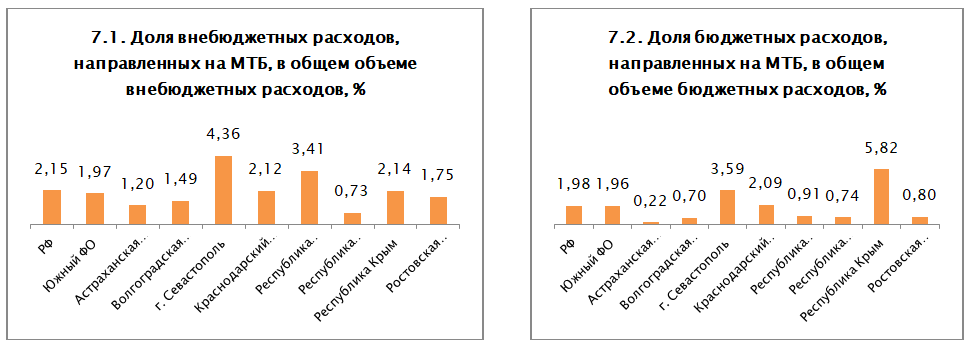 7.1. Доля внебюджетных расходов,
направленных на МТБ, в общем объеме
внебюджетных расходов, %
2,15
1,97
1,20
1,49
4,36
2,12
3,41
0,73
2,14
1,75
РФ
Южный ФО
Астраханская..
Волгоградская..
г. Севастополь
Краснодарский..
Республика..
Республика..
Республика Крым
Ростовская..
7.2. Доля бюджетных расходов,
направленных на МТБ, в общем
объеме бюджетных расходов, %
1,98
1,96
0,22
0,70
3,59
2,09
0,91
0,74
5,82
0,80
РФ
Южный ФО
Астраханская...
Волгоградская..
г. Севастополь
Краснодарский..
Республика..
Республика..
Республика Крым
Ростовская..